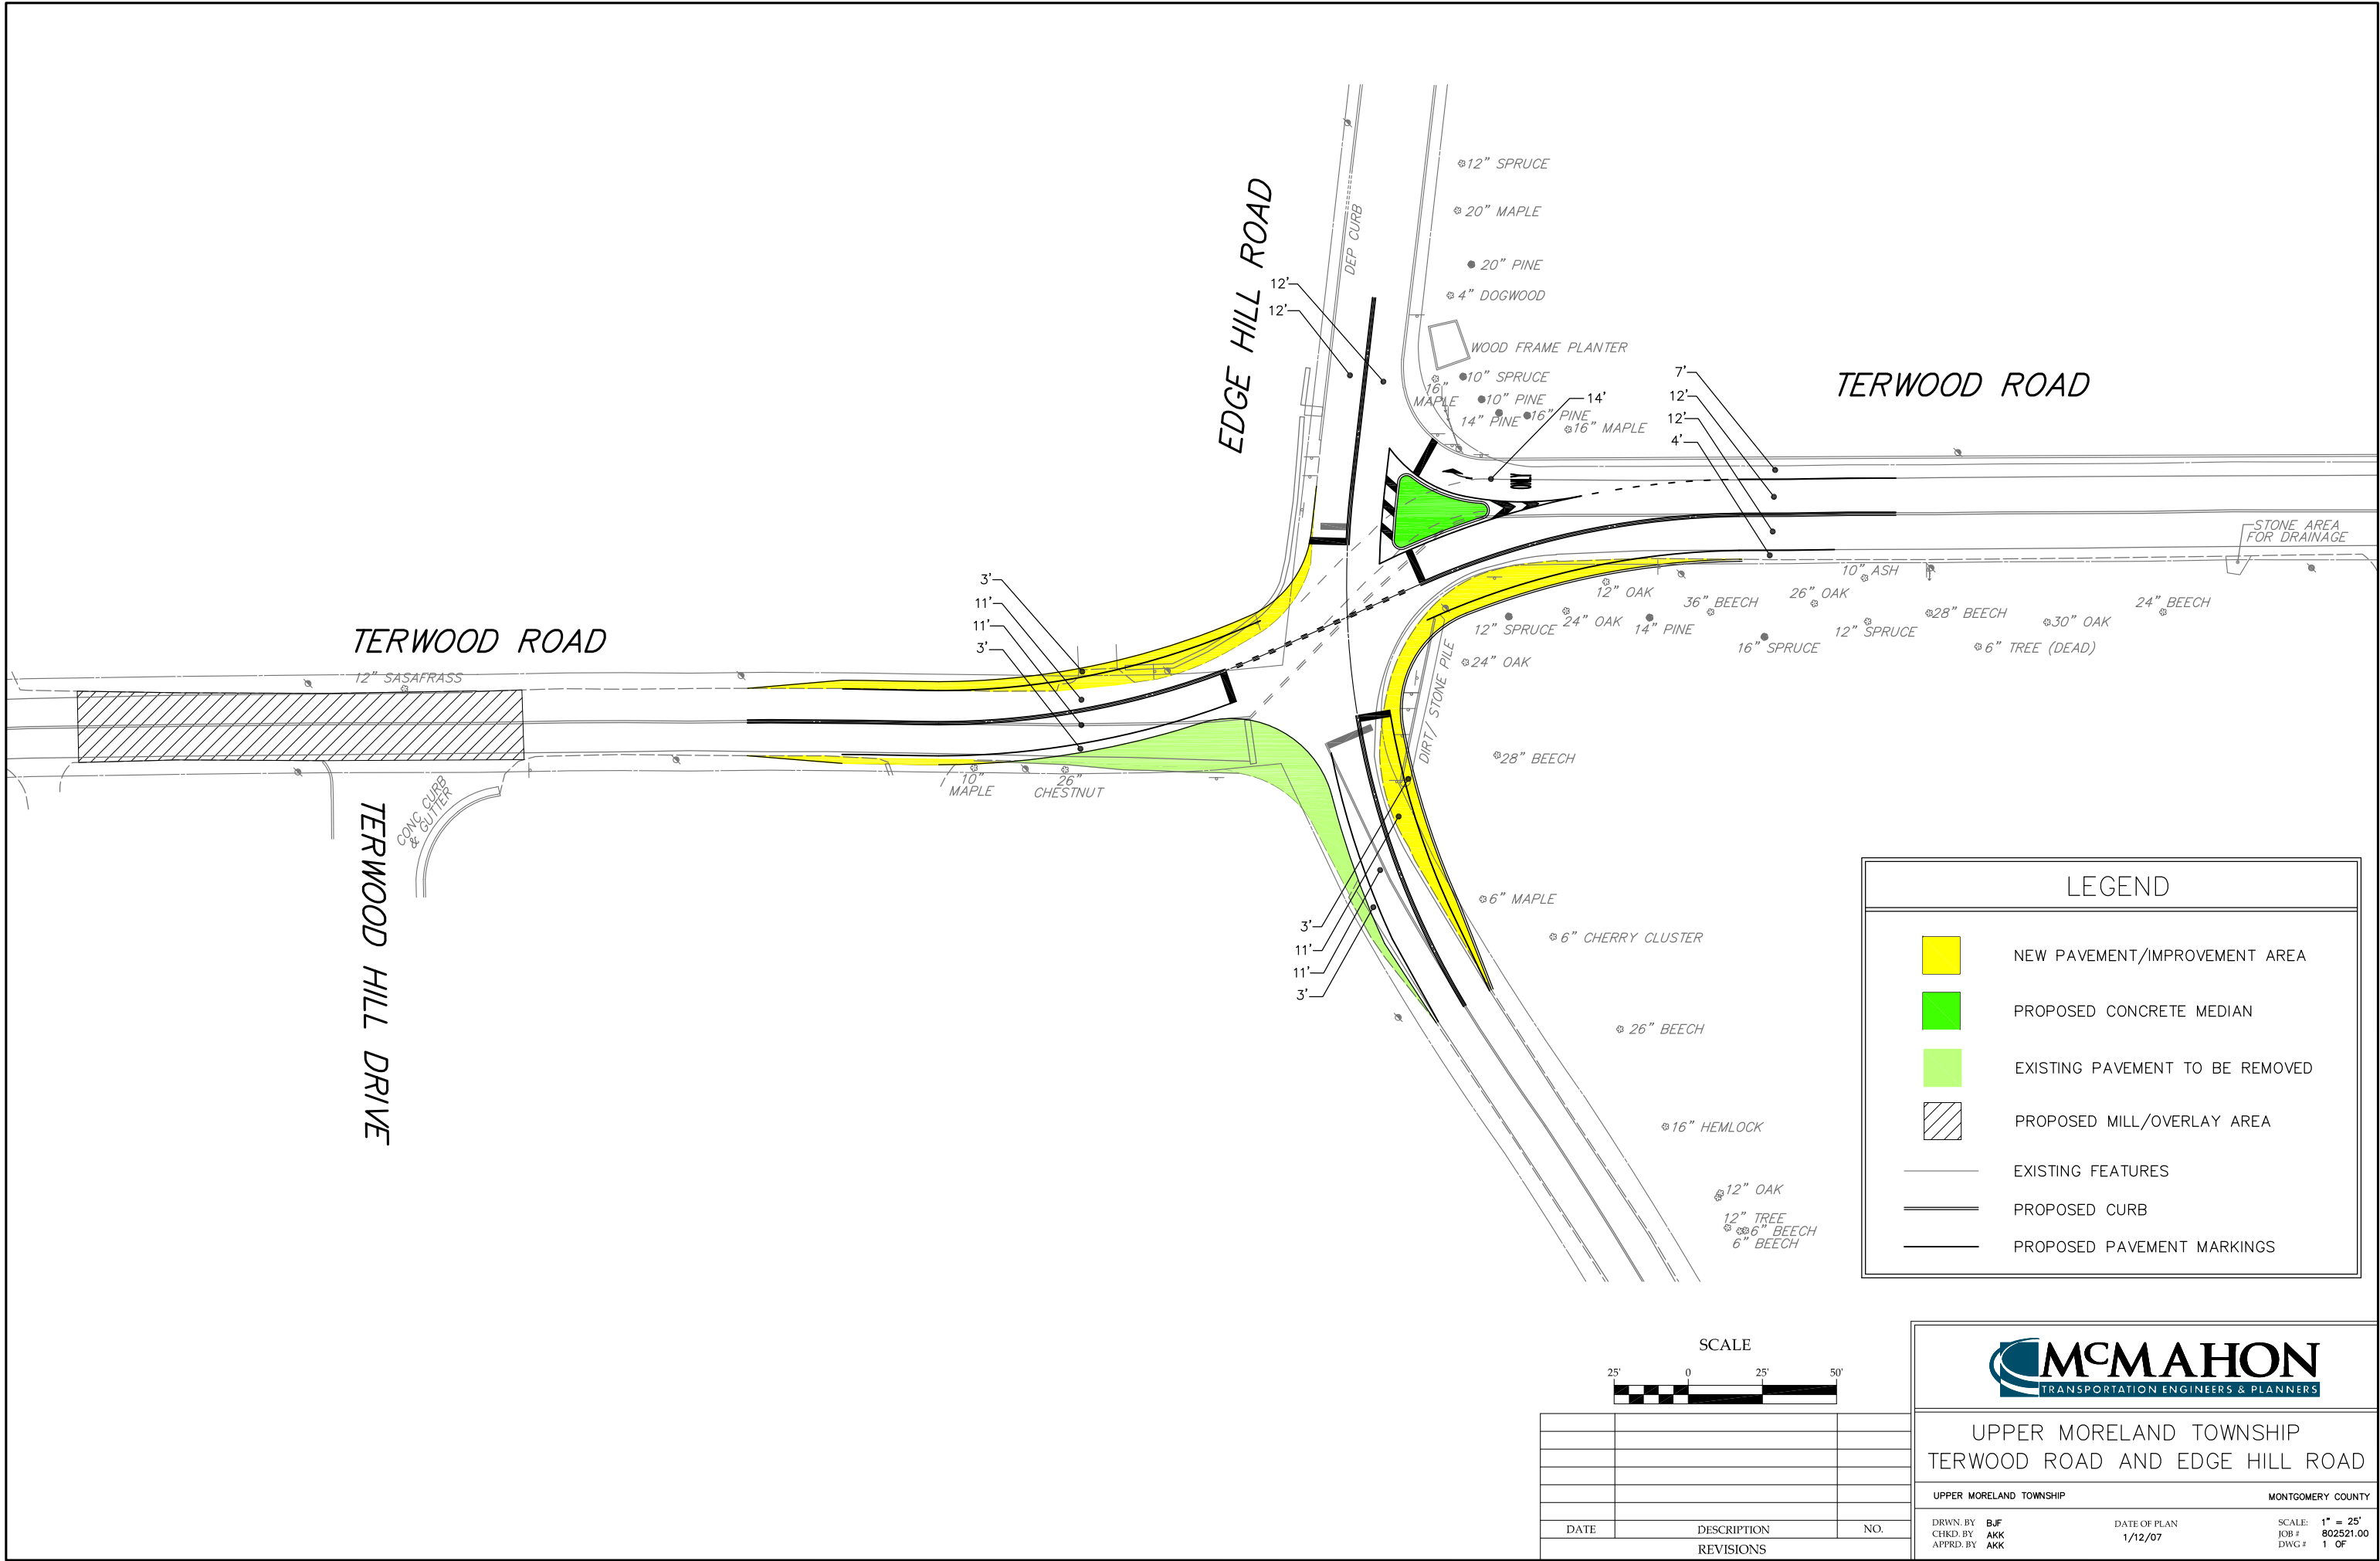 12" SPRUCE
20" MAPLE
EDGE HILL ROAD
DEP CURB
20" PINE
12'
12'
4" DOGWOOD
WOOD FRAME PLANTER
10" SPRUCE
16"
MAPLE
10" PINE
14" PINE
16" PINE
16" MAPLE
14'
ONLY
7'
12'
12'
4'
TERWOOD ROAD
STONE AREA
FOR DRAINAGE
3'
11'
11'
3'
TERWOOD ROAD
12" SASAFRASS
10" ASH
12" OAK
36" BEECH
26" OAK
24" BEECH
12" SPRUCE
24" OAK
14" PINE
28" BEECH
30" OAK
16" SPRUCE
12" SPRUCE
6" TREE (DEAD)
24" OAK
DIRT/ STONE PILE
28" BEECH
10"
MAPLE
26"
CHESTNUT
CONC CURB
& GUTTER
TERWOOD HILL DRIVE
3'
11'
11'
3'
6" MAPLE
6" CHERRY CLUSTER
26" BEECH
16" HEMLOCK
12" OAK
12" TREE
6" BEECH
6" BEECH
LEGEND
NEW PAVEMENT/IMPROVEMENT AREA
PROPOSED CONCRETE MEDIAN
EXISTING PAVEMENT TO BE REMOVED
PROPOSED MILL/OVERLAY AREA
EXISTING FEATURES
PROPOSED CURB
PROPOSED PAVEMENT MARKINGS
SCALE
25' 0 25' 50'
DATE DESCRIPTION NO.
REVISIONS
MCMAHON
TRANSPORTATION ENGINEERS & PLANNERS
UPPER MORELAND TOWNSHIP
TERWOOD ROAD AND EDGE HILL ROAD
UPPER MORELAND TOWNSHIP MONTGOMERY COUNTY
DRWN. BY BJF
CHKD. BY AKK
APPRD. BY AKK
DATE OF PLAN
1/12/07
SCALE: 1" = 25'
JOB # 802521.00
DWG # 1 OF